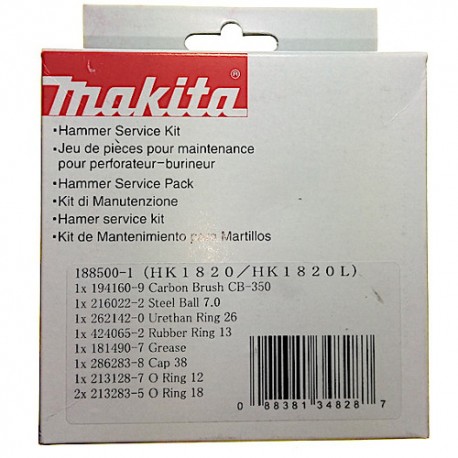 makita®
•Hammer Service Kit
•Jeu de pièces pour maintenance
pour perforateur-burineur
•Hammer Service Pack
•Kit di Manutenzione
•Hamer service kit
•Kit de Mantenimiento para Martillos
188500-1 (HK1820/HK1820L)
1x 194160-9 Carbon Brush CB-350
1x 216022-2 Steel Ball 7.0
1x 262142-0 Urethan Ring 26
1x 424065-2 Rubber Ring 13
1x 181490-7 Grease
1x 286283-8 Cap 38
1x 213128-7 O Ring 12
2x 213283-5 O Ring 18
0 88381 34828 7